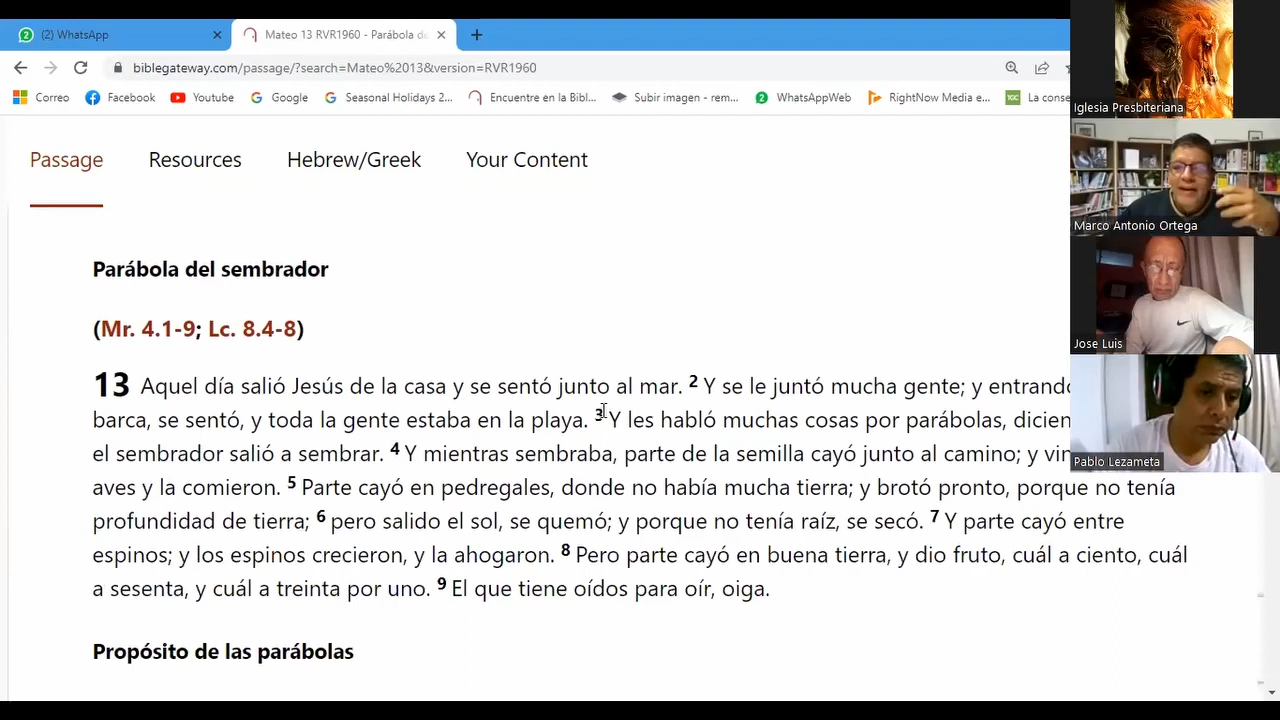 (2) WhatsApp
Mateo 13 RVR1960 - Parábola de
biblegateway.com/passage/?search=Mateo%2013&version=RVR1960
Correo Facebook Youtube Google Seasonal Holidays 2... Encuentre en la Bibl... Subir imagen - rem... WhatsAppWeb RightNow Media e... La conse
Iglesia Presbiteriana
Passage Resources Hebrew/Greek Your Content
Marco Antonio Ortega
Parábola del sembrador
(Mr. 4.1-9; Lc. 8.4-8)
Jose Luis
13 Aquel día salió Jesús de la casa y se sentó junto al mar. 2 Y se le juntó mucha gente; y entrando
barca, se sentó, y toda la gente estaba en la playa. 3 Y les habló muchas cosas por parábolas, dicien
el sembrador salió a sembrar. 4 Y mientras sembraba, parte de la semilla cayó junto al camino; y vin
Pablo Lezameta
aves y la comieron. 5 Parte cayó en pedregales, donde no había mucha tierra; y brotó pronto, porque no tenía
profundidad de tierra; 6 pero salido el sol, se quemó; y porque no tenía raíz, se secó. 7 Y parte cayó entre
espinos; y los espinos crecieron, y la ahogaron. 8 Pero parte cayó en buena tierra, y dio fruto, cuál a ciento, cuál
a sesenta, y cuál a treinta por uno. 9 El que tiene oídos para oír, oiga.
Propósito de las parábolas